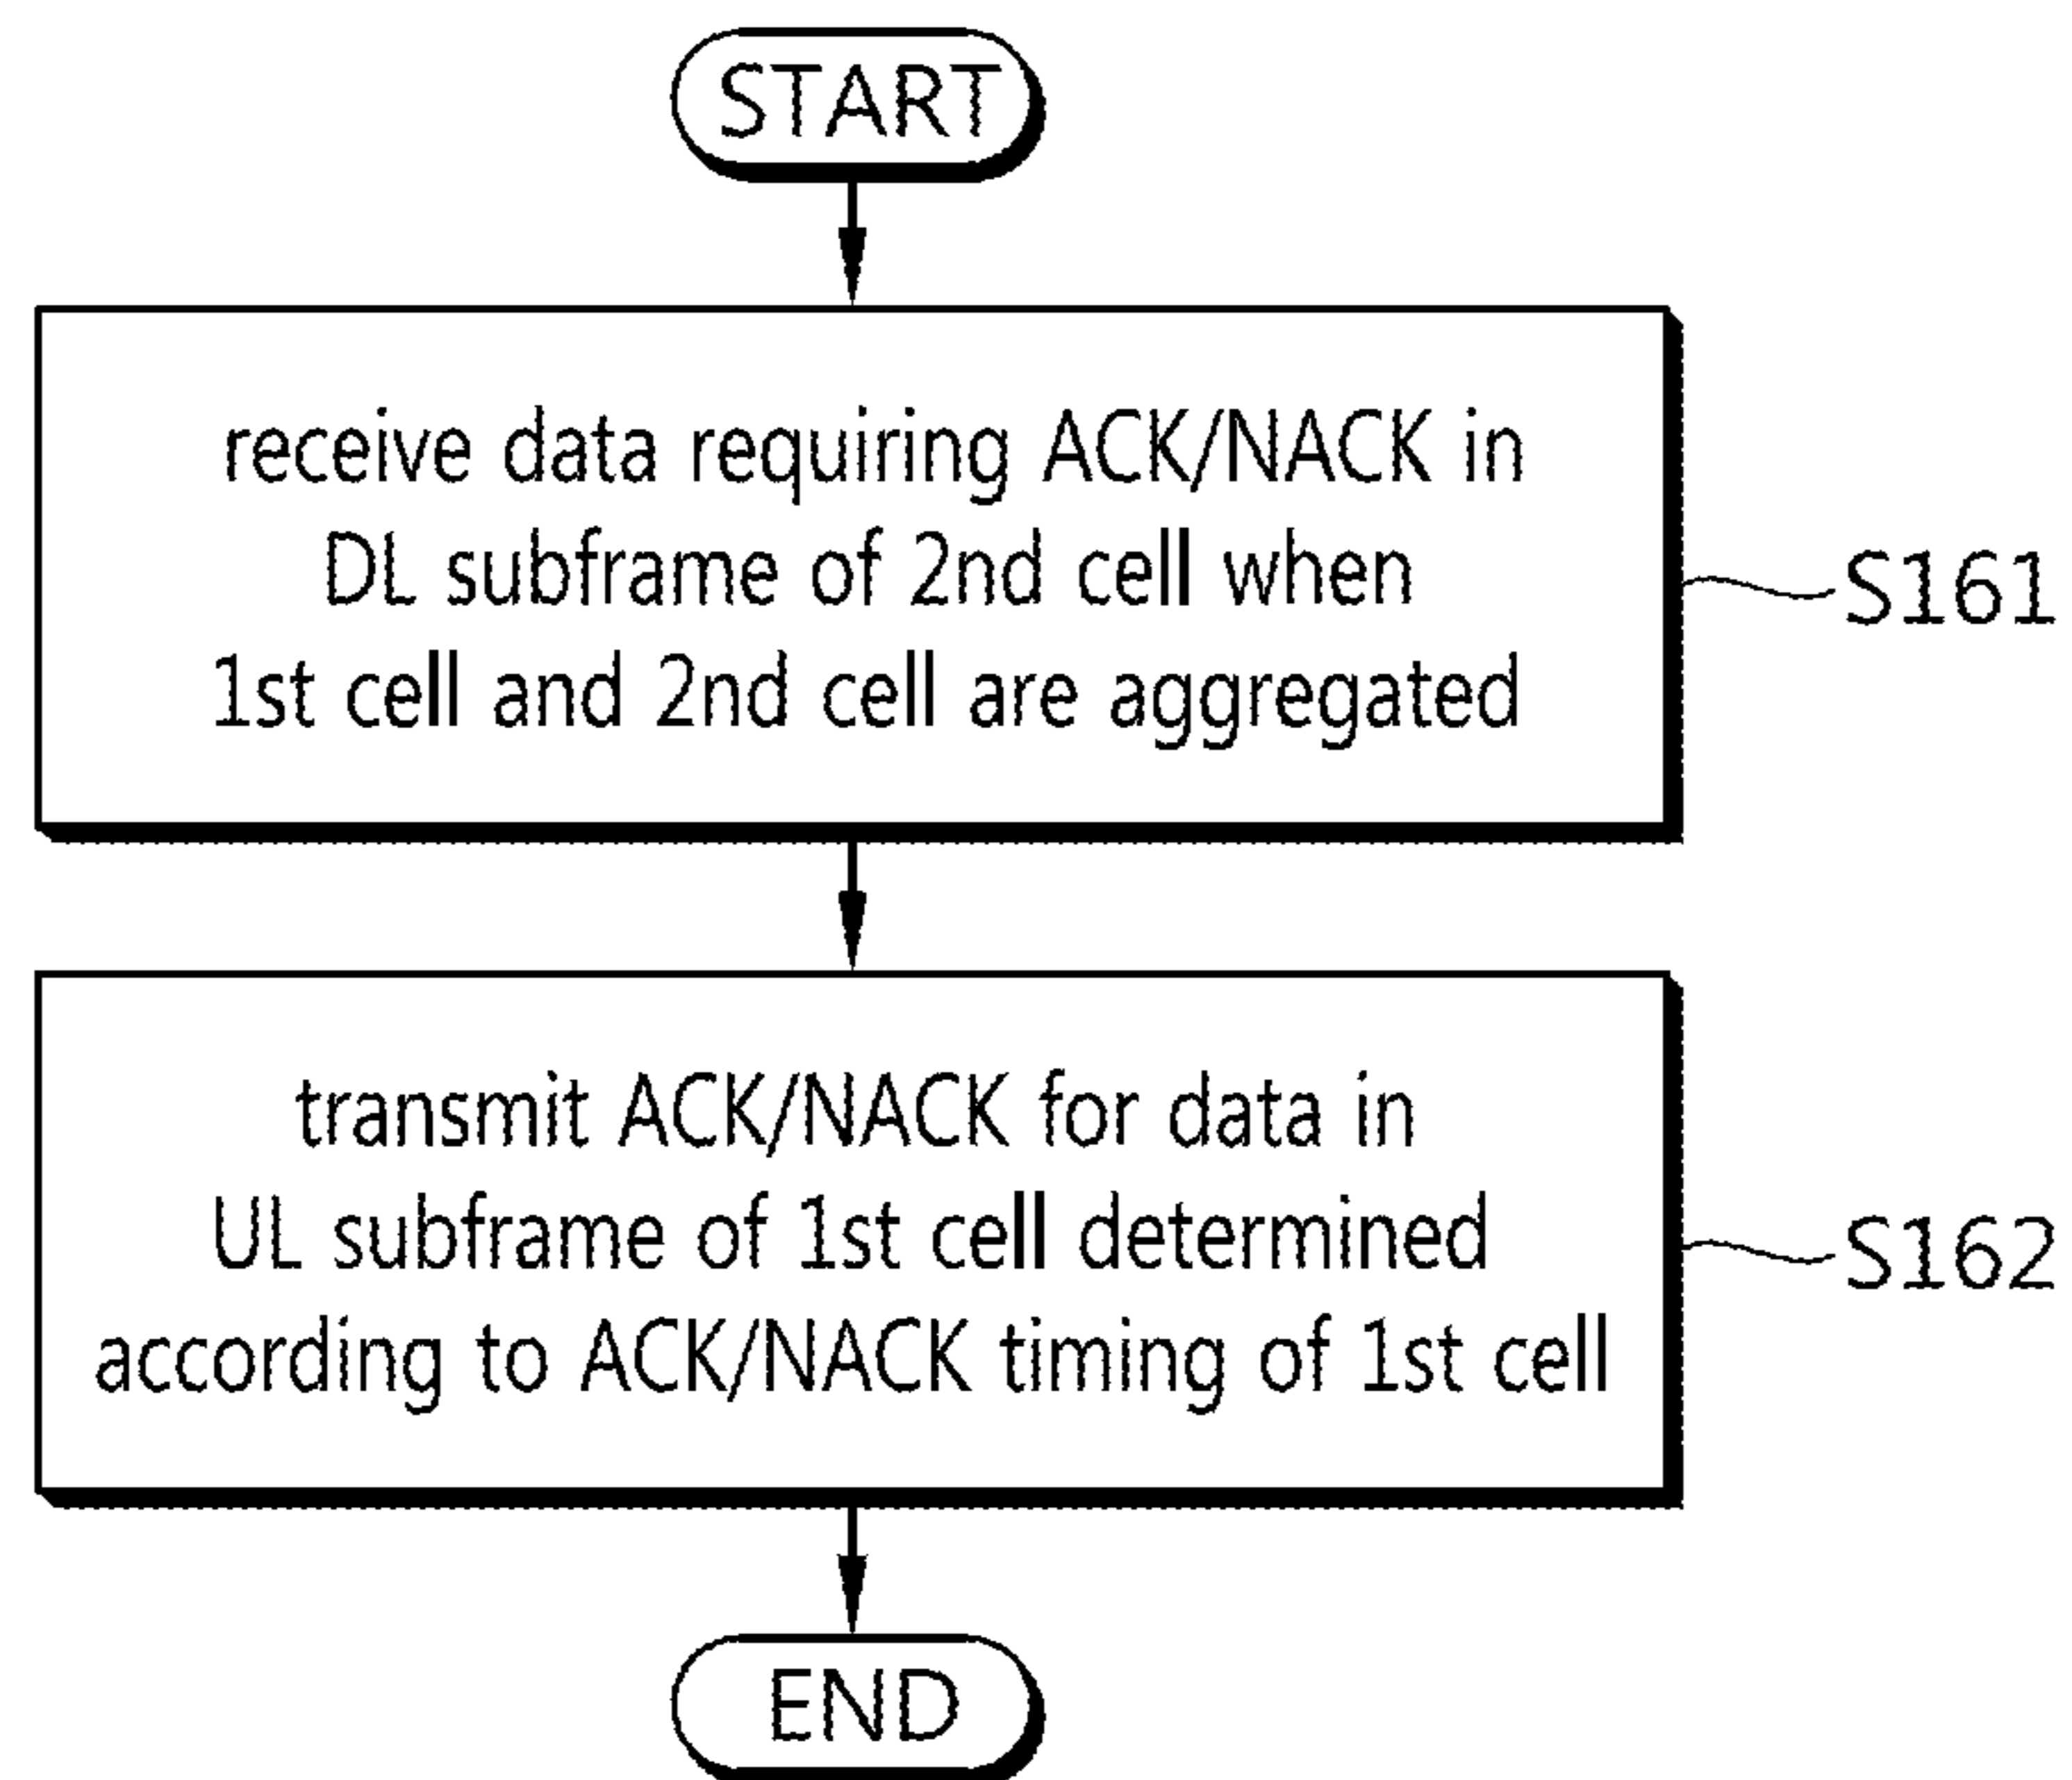 START
receive data requiring ACK/NACK in
DL subframe of 2nd cell when
1st cell and 2nd cell are aggregated
S161
transmit ACK/NACK for data in
UL subframe of 1st cell determined
according to ACK/NACK timing of 1st cell
S162
END